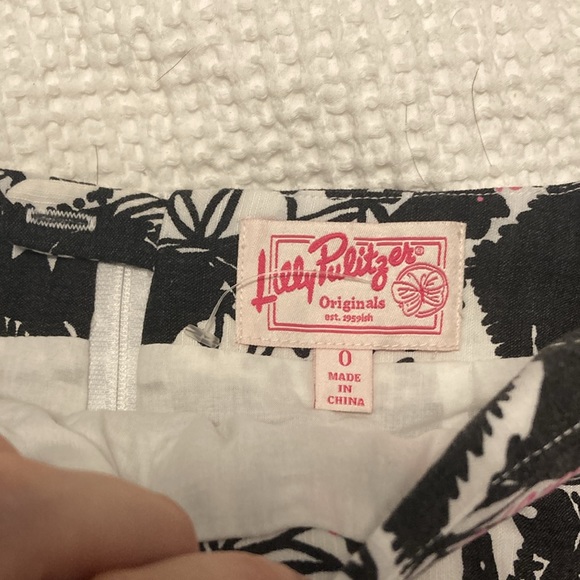 Lilly Pulitzer®
Originals
est. 1959ish
0
MADE
IN
CHINA